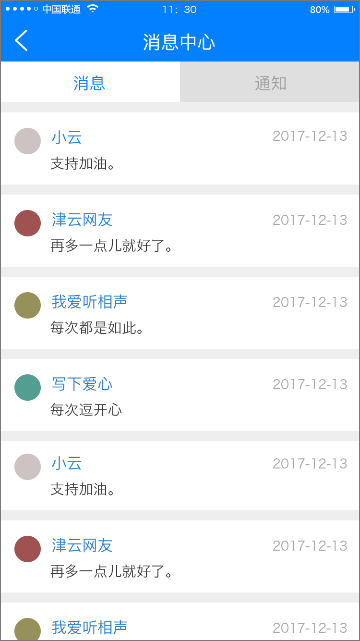 中国联通 11：30 80%
消息中心
消息 通知
小云 2017-12-13
支持加油。
津云网友 2017-12-13
再多一点儿就好了。
我爱听相声 2017-12-13
每次都是如此。
写下爱心 2017-12-13
每次逗开心
小云 2017-12-13
支持加油。
津云网友 2017-12-13
再多一点儿就好了。
我爱听相声 2017-12-13